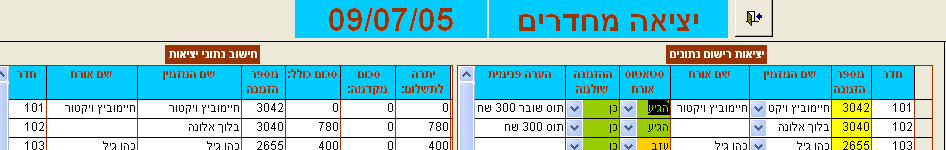 יציאה מחדרים 09/07/05
יציאות רישום נתונים
חדר מספר הזמנה שם המזמין שם אורח סטאטוס אורח ההזמנה שולמה הערה פנימית
101 3042 חיימוביץ ויקט חיימוביץ ויקטור הגיע כן תוס שובר 300 שח
102 3040 בלוך אלונה הגיע כן תוס 300 שח
103 2655 כהן גיל כהן גיל עזב כן
חישוב נתוני יציאות
חדר שם אורח שם המזמין מספר הזמנה סכום כולל: סכום מקדמה: יתרה לתשלום:
101 חיימוביץ ויקטור חיימוביץ ויקטור 3042 0 0 0
102 בלוך אלונה 3040 780 0 780
103 כהן גיל כהן גיל 2655 400 0 400